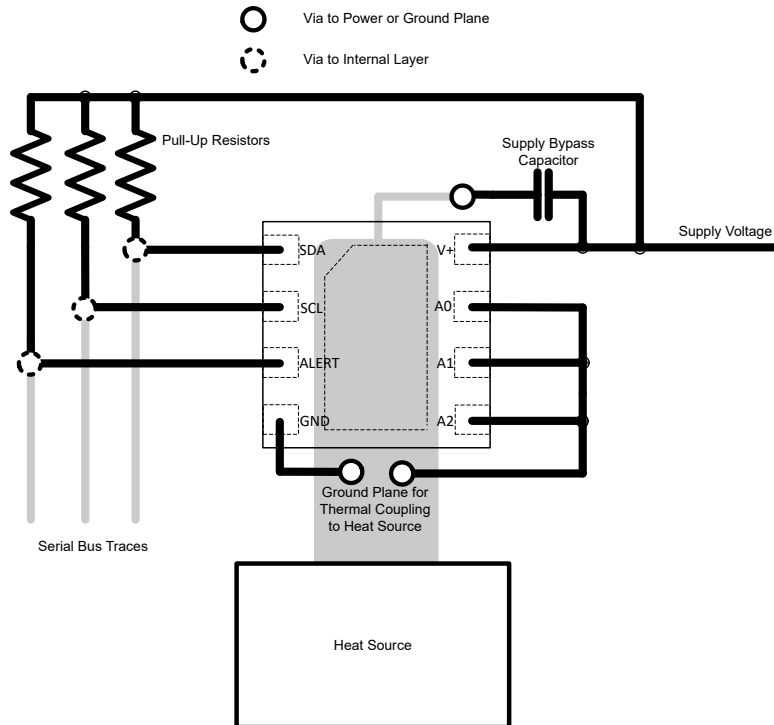 Via to Power or Ground Plane
Via to Internal Layer
Pull-Up Resistors
Supply Bypass
Capacitor
Supply Voltage
SDA
V+
SCL
A0
ALERT
A1
GND
A2
Ground Plane for
Thermal Coupling
to Heat Source
Serial Bus Traces
Heat Source